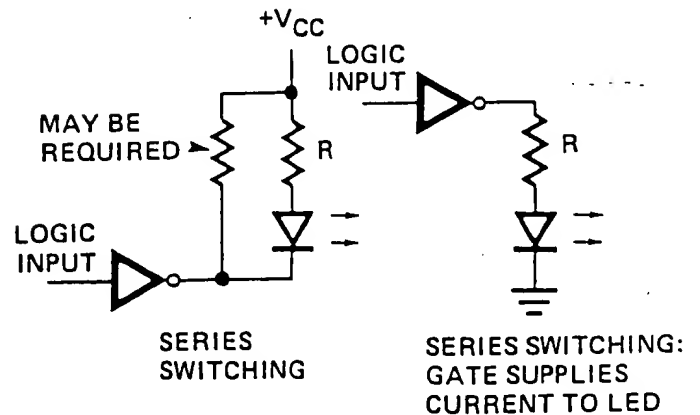 +VCC
LOGIC
INPUT
MAY BE
REQUIRED
R
R
LOGIC
INPUT
SERIES
SWITCHING
SERIES SWITCHING:
GATE SUPPLIES
CURRENT TO LED